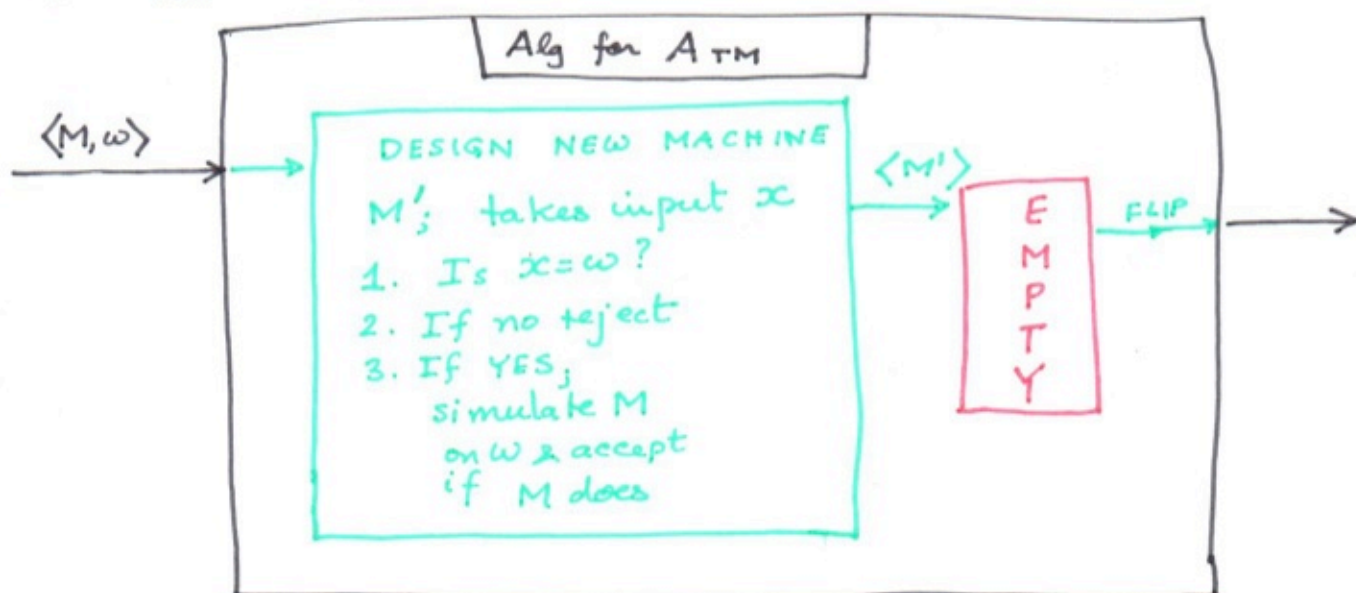 Alg for ATM
⟨M, ω⟩
DESIGN NEW MACHINE
M'; takes input x
1. Is x=ω?
2. If no reject
3. If YES;
simulate M
on ω & accept
if M does
⟨M'⟩
E
M
P
T
Y
FLIP